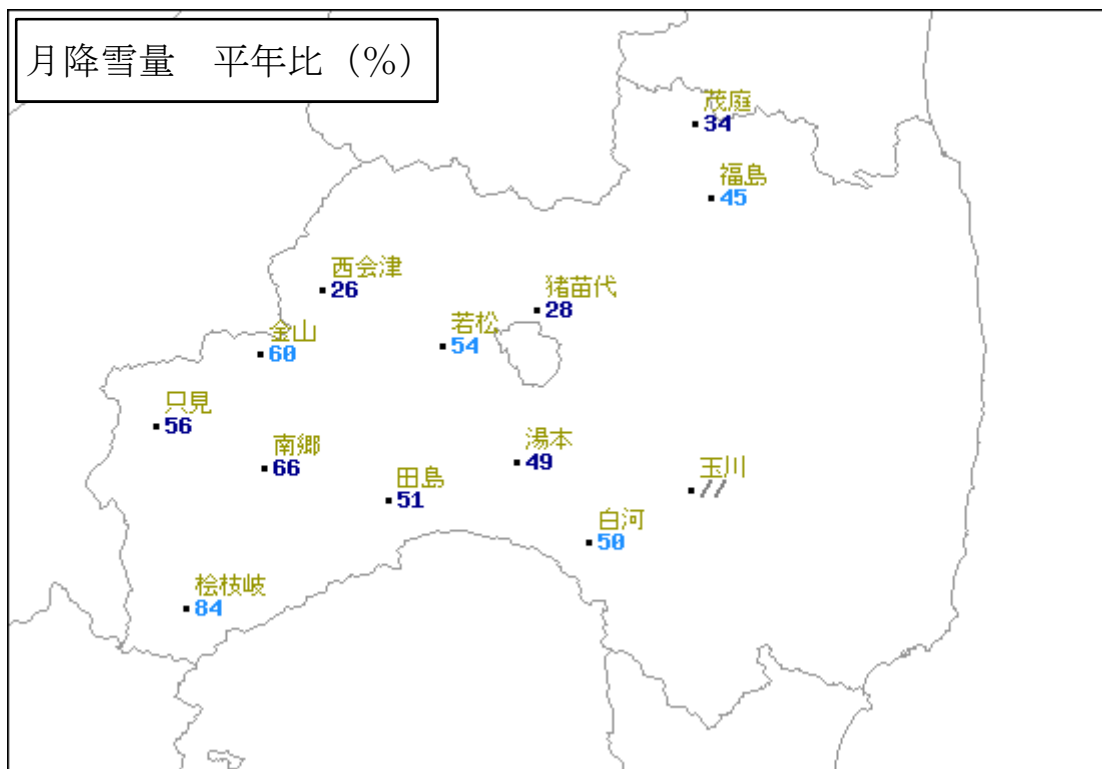 月降雪量　平年比（％）
茂庭
34
福島
45
西会津
26
猪苗代
28
金山
60
若松
54
只見
56
南郷
66
湯本
49
田島
51
玉川
//
白河
50
桧枝岐
84